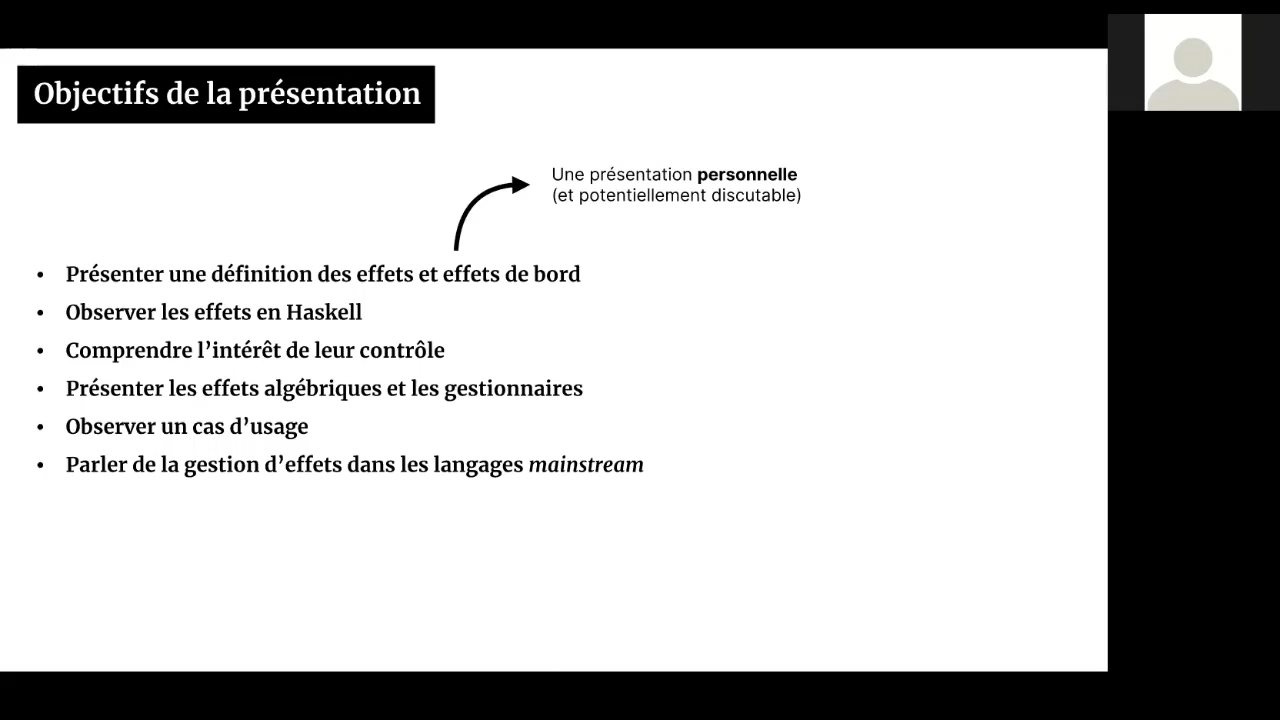 Objectifs de la présentation
Une présentation personnelle
(et potentiellement discutable)
• Présenter une définition des effets et effets de bord
• Observer les effets en Haskell
• Comprendre l’intérêt de leur contrôle
• Présenter les effets algébriques et les gestionnaires
• Observer un cas d’usage
• Parler de la gestion d’effets dans les langages mainstream